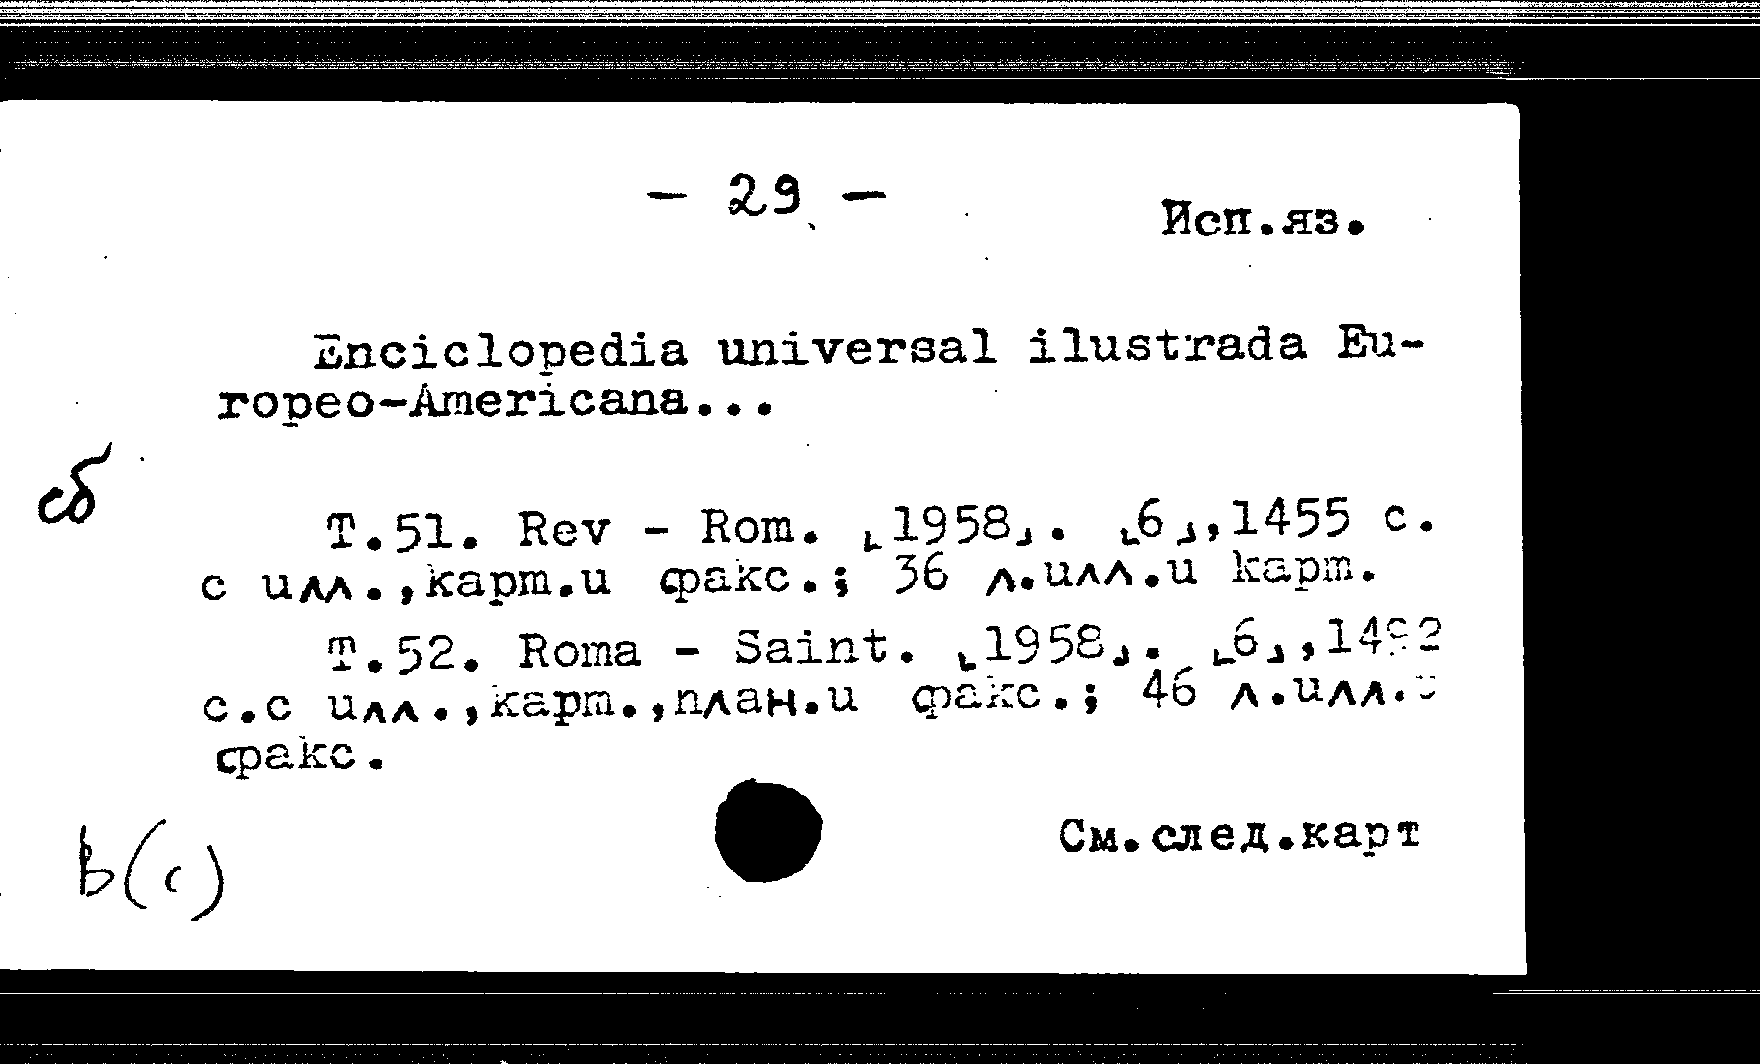 - 29 -
Исп.яз.
Enciclopedia universal ilustrada Eu-
ropeo-Americana...
сб
Т.51. Rev - Rom. [1958]. [6],1455 с.
с илл.,карт.и факс.; 36 л.илл.и карт.
Т.52. Roma - Saint. [1958]. [6],
с.с илл.,карт.,план.и факс.; 46 л.илл.и
факс.
См.след.карт
В(с)